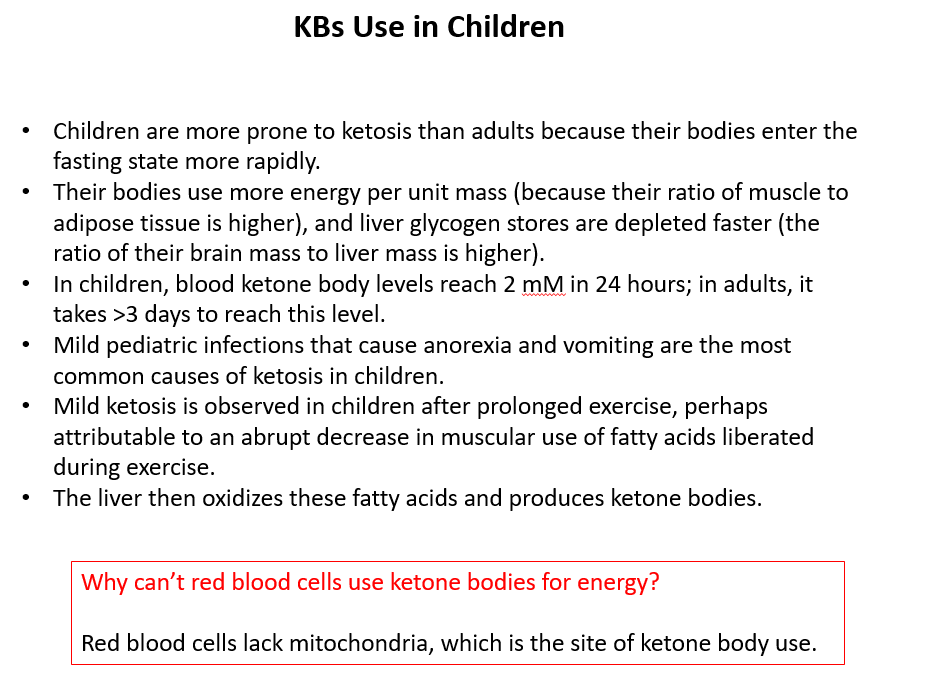 KBs Use in Children
• Children are more prone to ketosis than adults because their bodies enter the
fasting state more rapidly.
• Their bodies use more energy per unit mass (because their ratio of muscle to
adipose tissue is higher), and liver glycogen stores are depleted faster (the
ratio of their brain mass to liver mass is higher).
• In children, blood ketone body levels reach 2 mM in 24 hours; in adults, it
takes >3 days to reach this level.
• Mild pediatric infections that cause anorexia and vomiting are the most
common causes of ketosis in children.
• Mild ketosis is observed in children after prolonged exercise, perhaps
attributable to an abrupt decrease in muscular use of fatty acids liberated
during exercise.
• The liver then oxidizes these fatty acids and produces ketone bodies.
Why can’t red blood cells use ketone bodies for energy?
Red blood cells lack mitochondria, which is the site of ketone body use.